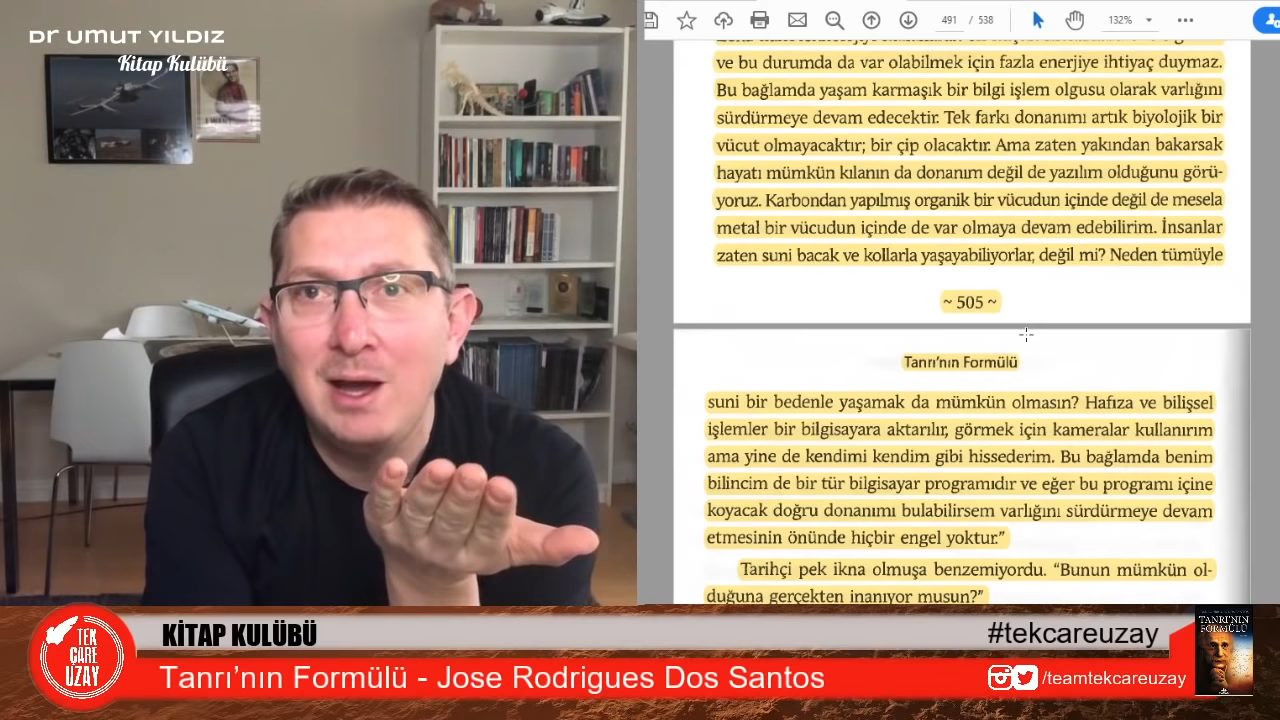 Dr UMUT YILDIZ
Kitap Kulübü
491 / 538
132%
ve bu durumda da var olabilmek için fazla enerjiye ihtiyaç duymaz.
Bu bağlamda yaşam karmaşık bir bilgi işlem olgusu olarak varlığını
sürdürmeye devam edecektir. Tek farkı donanımı artık biyolojik bir
vücut olmayacaktır; bir çip olacaktır. Ama zaten yakından bakarsak
hayatı mümkün kılanın da donanım değil de yazılım olduğunu görü-
yoruz. Karbondan yapılmış organik bir vücudun içinde değil de mesela
metal bir vücudun içinde de var olmaya devam edebilirim. İnsanlar
zaten suni bacak ve kollarla yaşayabiliyorlar, değil mi? Neden tümüyle
~ 505 ~
Tanrı'nın Formülü
suni bir bedenle yaşamak da mümkün olmasın? Hafıza ve bilişsel
işlemler bir bilgisayara aktarılır, görmek için kameralar kullanırım
ama yine de kendimi kendim gibi hissederim. Bu bağlamda benim
bilincim de bir tür bilgisayar programıdır ve eğer bu programı içine
koyacak doğru donanımı bulabilirsem varlığını sürdürmeye devam
etmesinin önünde hiçbir engel yoktur."
Tarihçi pek ikna olmuşa benzemiyordu. "Bunun mümkün ol-
duğuna gerçekten inanıyor musun?"
TEK
ÇARE
UZAY
KİTAP KULÜBÜ
#tekcareuzay
Tanrı'nın Formülü - Jose Rodrigues Dos Santos
/teamtekcareuzay
TANRI'NIN
FORMÜLÜ